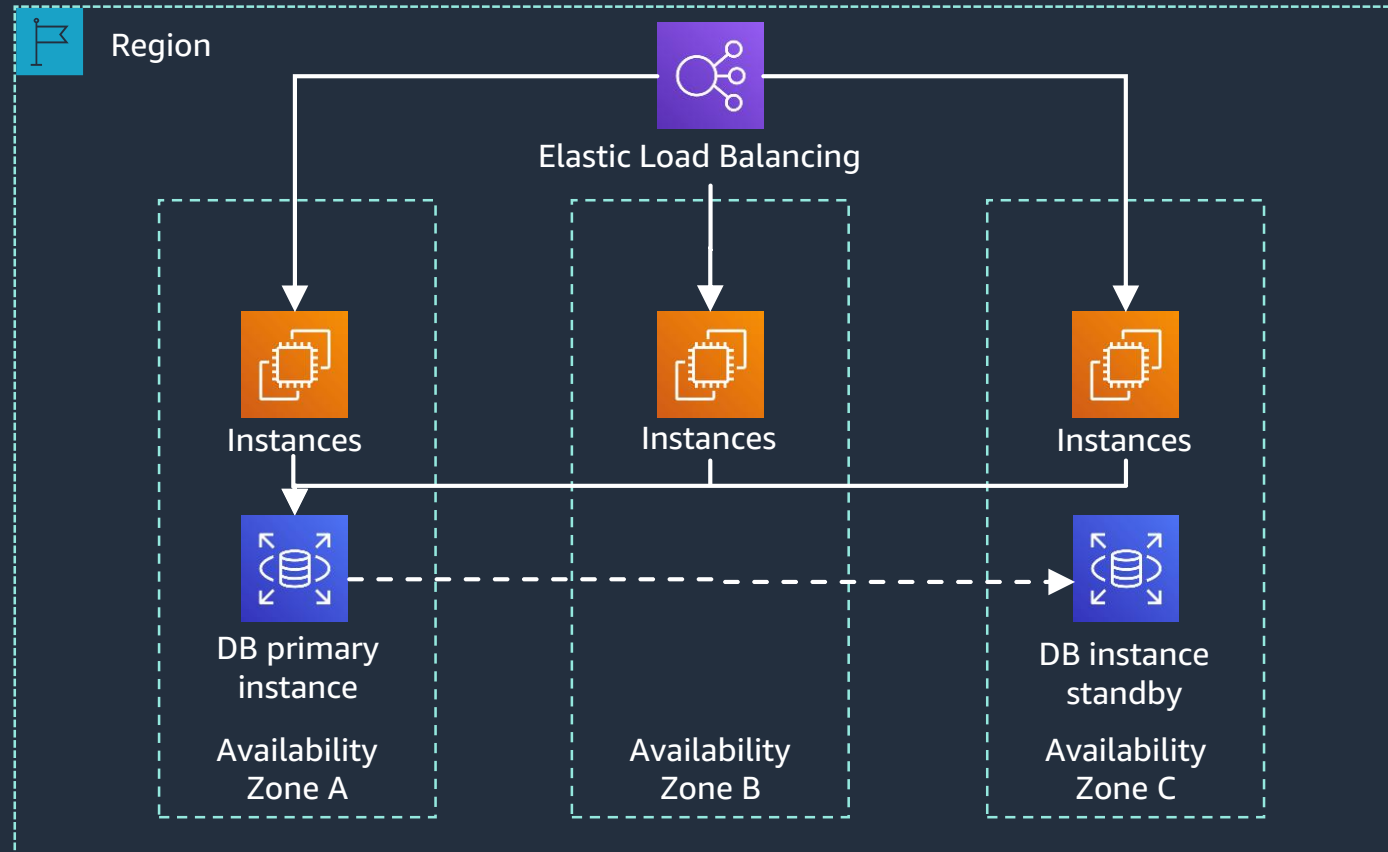 Region
Elastic Load Balancing
Instances
Instances
Instances
DB primary
instance
DB instance
standby
Availability
Zone A
Availability
Zone B
Availability
Zone C